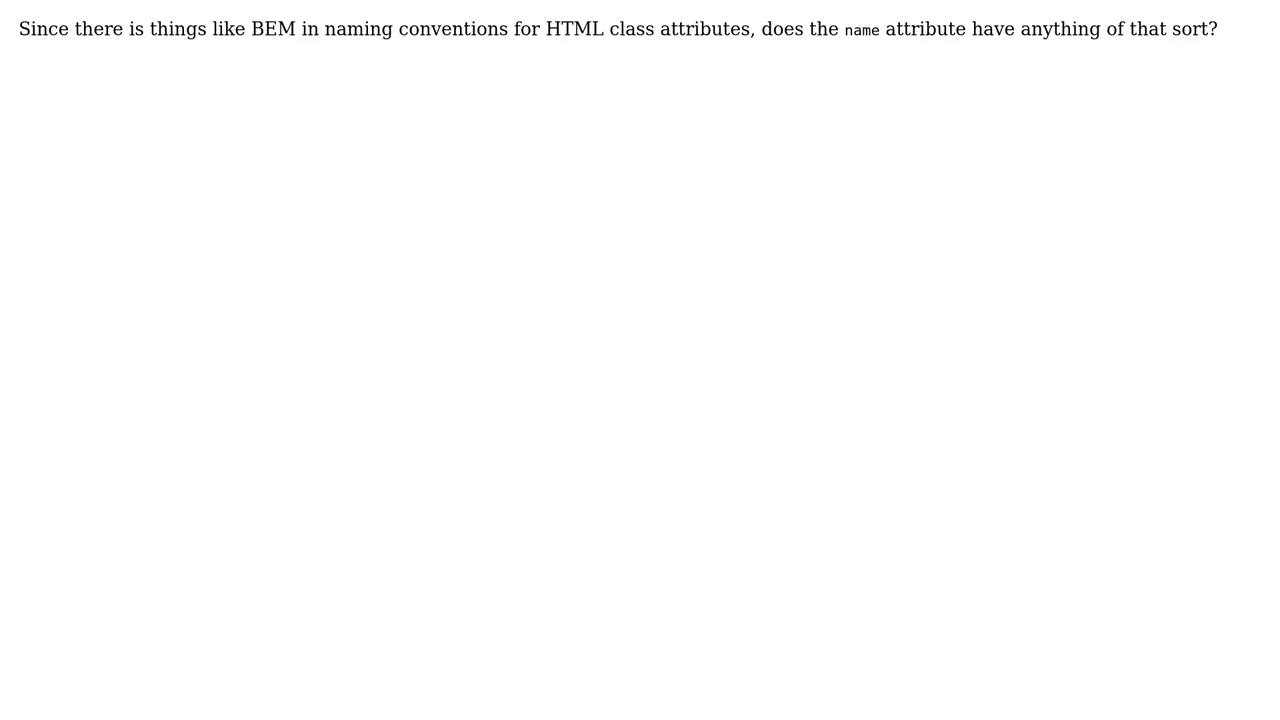 Since there is things like BEM in naming conventions for HTML class attributes, does the name attribute have anything of that sort?